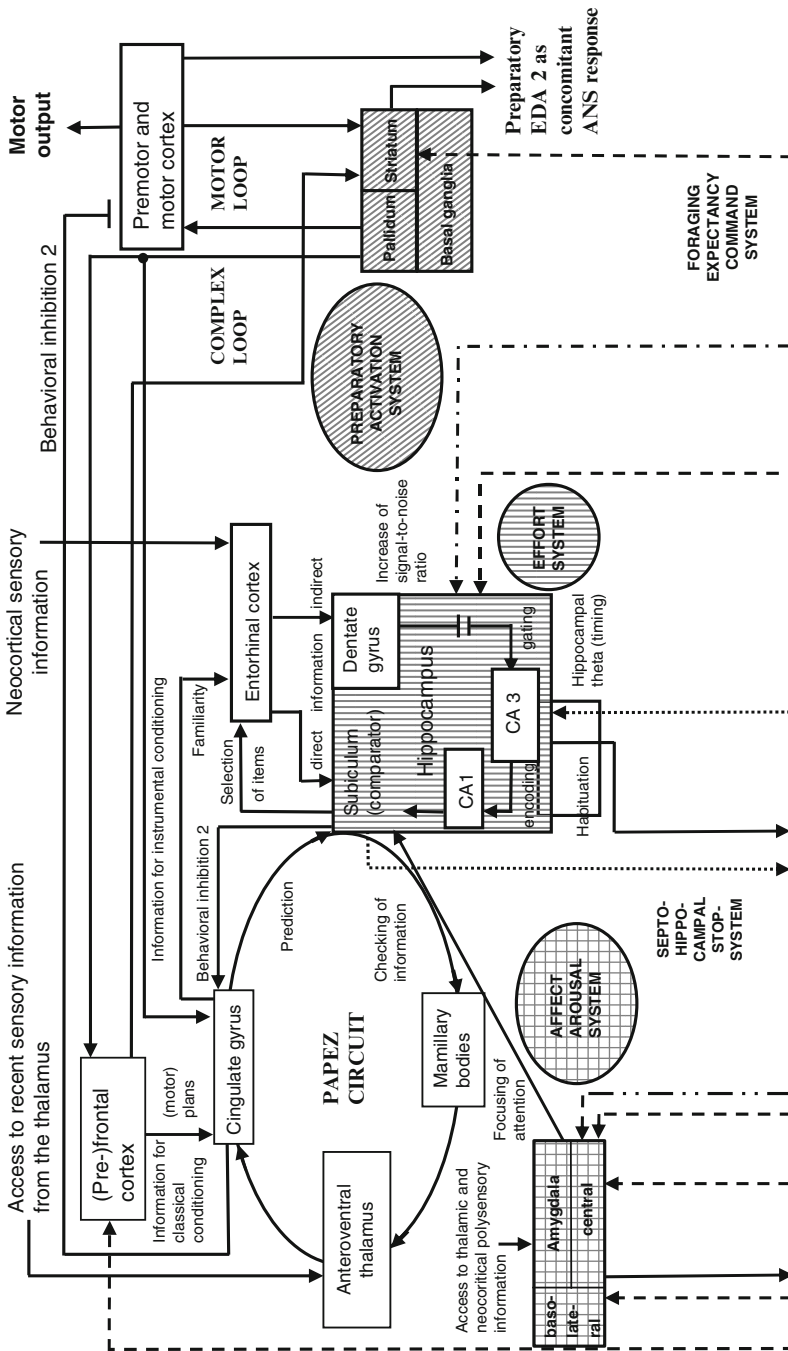 Access to recent sensory information
from the thalamus
Neocortical sensory
information
Motor
output
Behavioral inhibition 2
(Pre-)frontal
cortex
Information for
classical
conditioning
(motor)
plans
Information for instrumental conditioning
Familiarity
Behavioral inhibition 2
Cingulate gyrus
Prediction
Selection
of items
Entorhinal cortex
direct information indirect
COMPLEX
LOOP
MOTOR
LOOP
Premotor and
motor cortex
PAPEZ
CIRCUIT
Anteroventral
thalamus
Mamillary
bodies
Checking of
information
Subiculum
(comparator)
Hippocampus
Dentate
gyrus
CA1
CA 3
encoding
gating
Increase of
signal-to-noise
ratio
Habituation
Hippocampal
theta (timing)
PREPARATORY
ACTIVATION
SYSTEM
Pallidum
Striatum
Basal ganglia
Preparatory
EDA 2 as
concomitant
ANS response
EFFORT
SYSTEM
AFFECT
AROUSAL
SYSTEM
Focusing of
attention
Access to thalamic and
neocoritical polysensory
information
Amygdala
baso-
late-
ral
central
SEPTO-
HIPPO-
CAMPAL
STOP-
SYSTEM
FORAGING
EXPECTANCY
COMMAND
SYSTEM